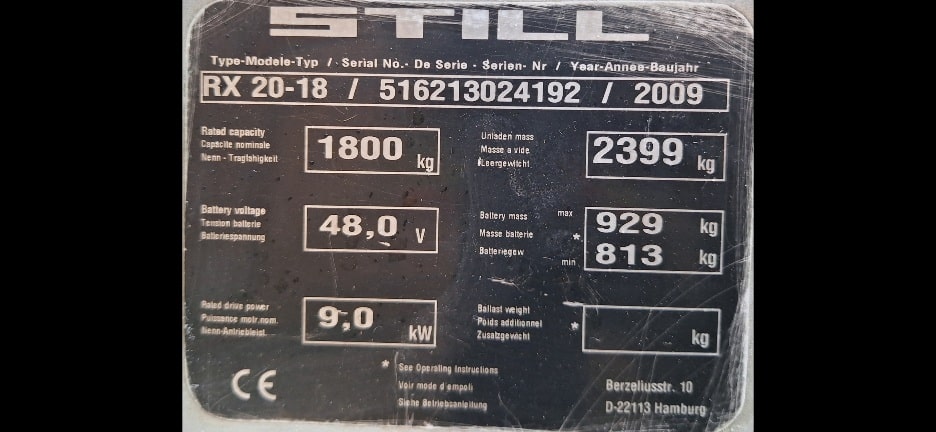 STILL
Type-Modele-Typ / Serial No.- De Serie - Serien- Nr / Year-Année-Baujahr
RX 20-18 / 516213024192 / 2009
Rated capacity
Capacite nominale
Nenn - Tragfahigkeit
1800 kg
Unladen mass
Masse a vide
Leergewitcht
2399 kg
Battery voltage
Tension batterie
Batteriespannung
48,0 V
Battery mass
Masse batterie
Batteriegew
*
max 929 kg
min 813 kg
Rated drive power
Puissance motr.nom.
Nenn-Antriebleist.
9,0 kW
Ballast weight
Poids additionnel
Zusatzgewicht
*
kg
* See Operating Instructions
Voir mode d'emploi
Siehe Betriebsanleitung
CE
Berzeliusstr. 10
D-22113 Hamburg